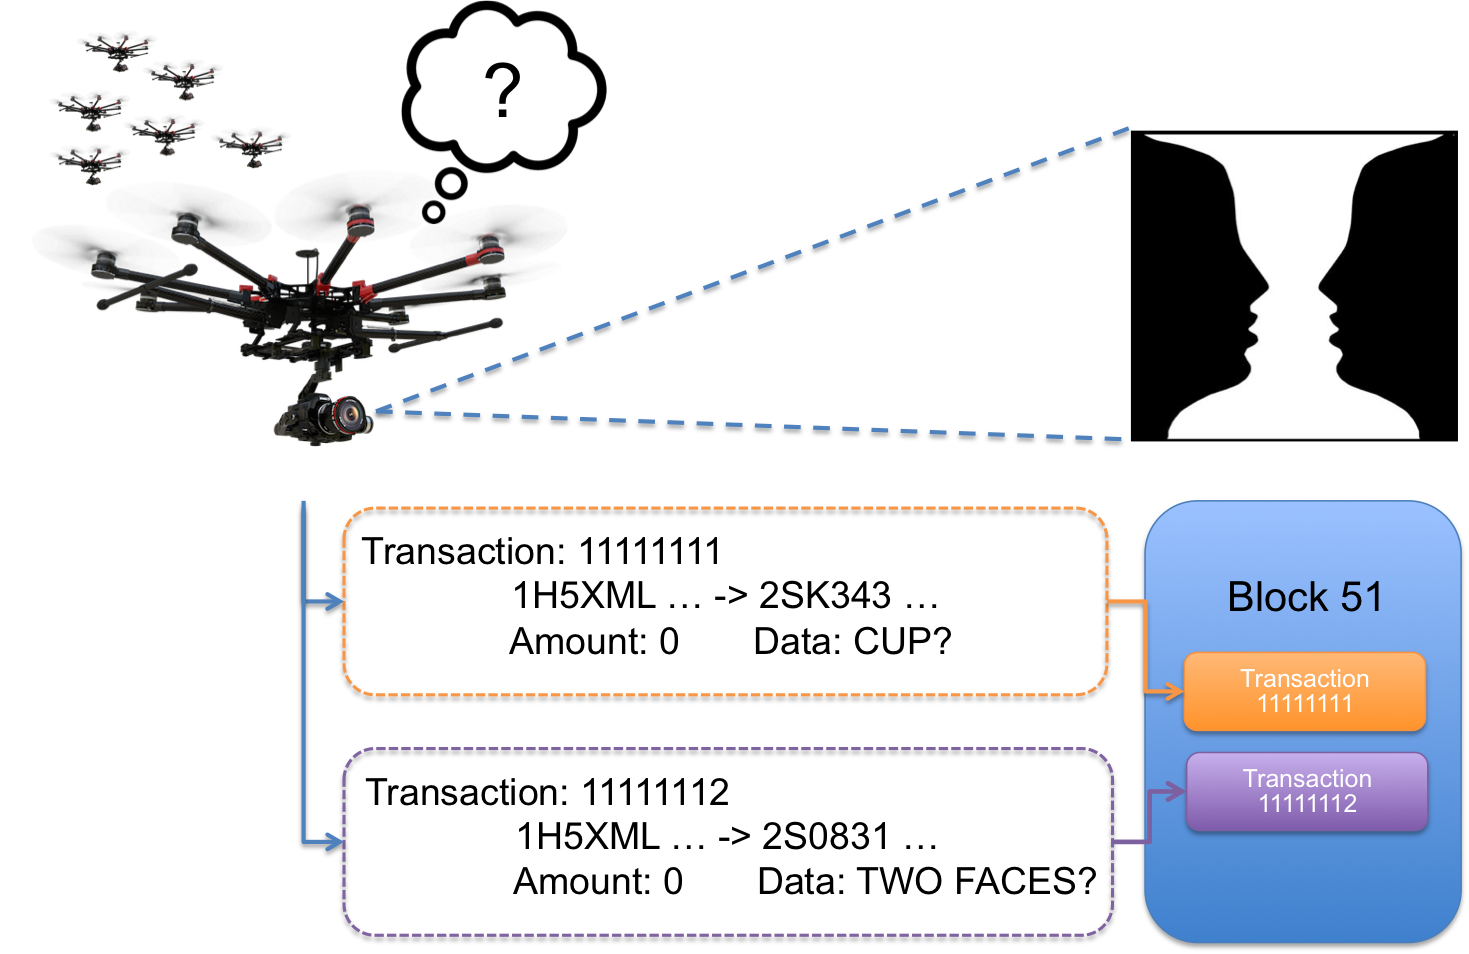 ?
Transaction: 11111111
1H5XML ... -> 2SK343 ...
Amount: 0 Data: CUP?
Transaction: 11111112
1H5XML ... -> 2S0831 ...
Amount: 0 Data: TWO FACES?
Block 51
Transaction
11111111
Transaction
11111112